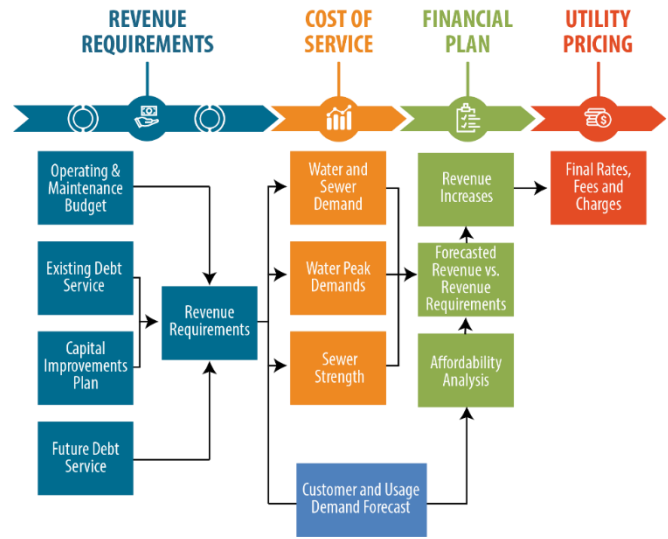 REVENUE
REQUIREMENTS
COST OF
SERVICE
FINANCIAL
PLAN
UTILITY
PRICING
Operating &
Maintenance
Budget
Existing Debt
Service
Capital
Improvements
Plan
Future Debt
Service
Revenue
Requirements
Water and
Sewer
Demand
Water Peak
Demands
Sewer
Strength
Customer and Usage
Demand Forecast
Revenue
Increases
Forecasted
Revenue vs.
Revenue
Requirements
Affordability
Analysis
Final Rates,
Fees and
Charges